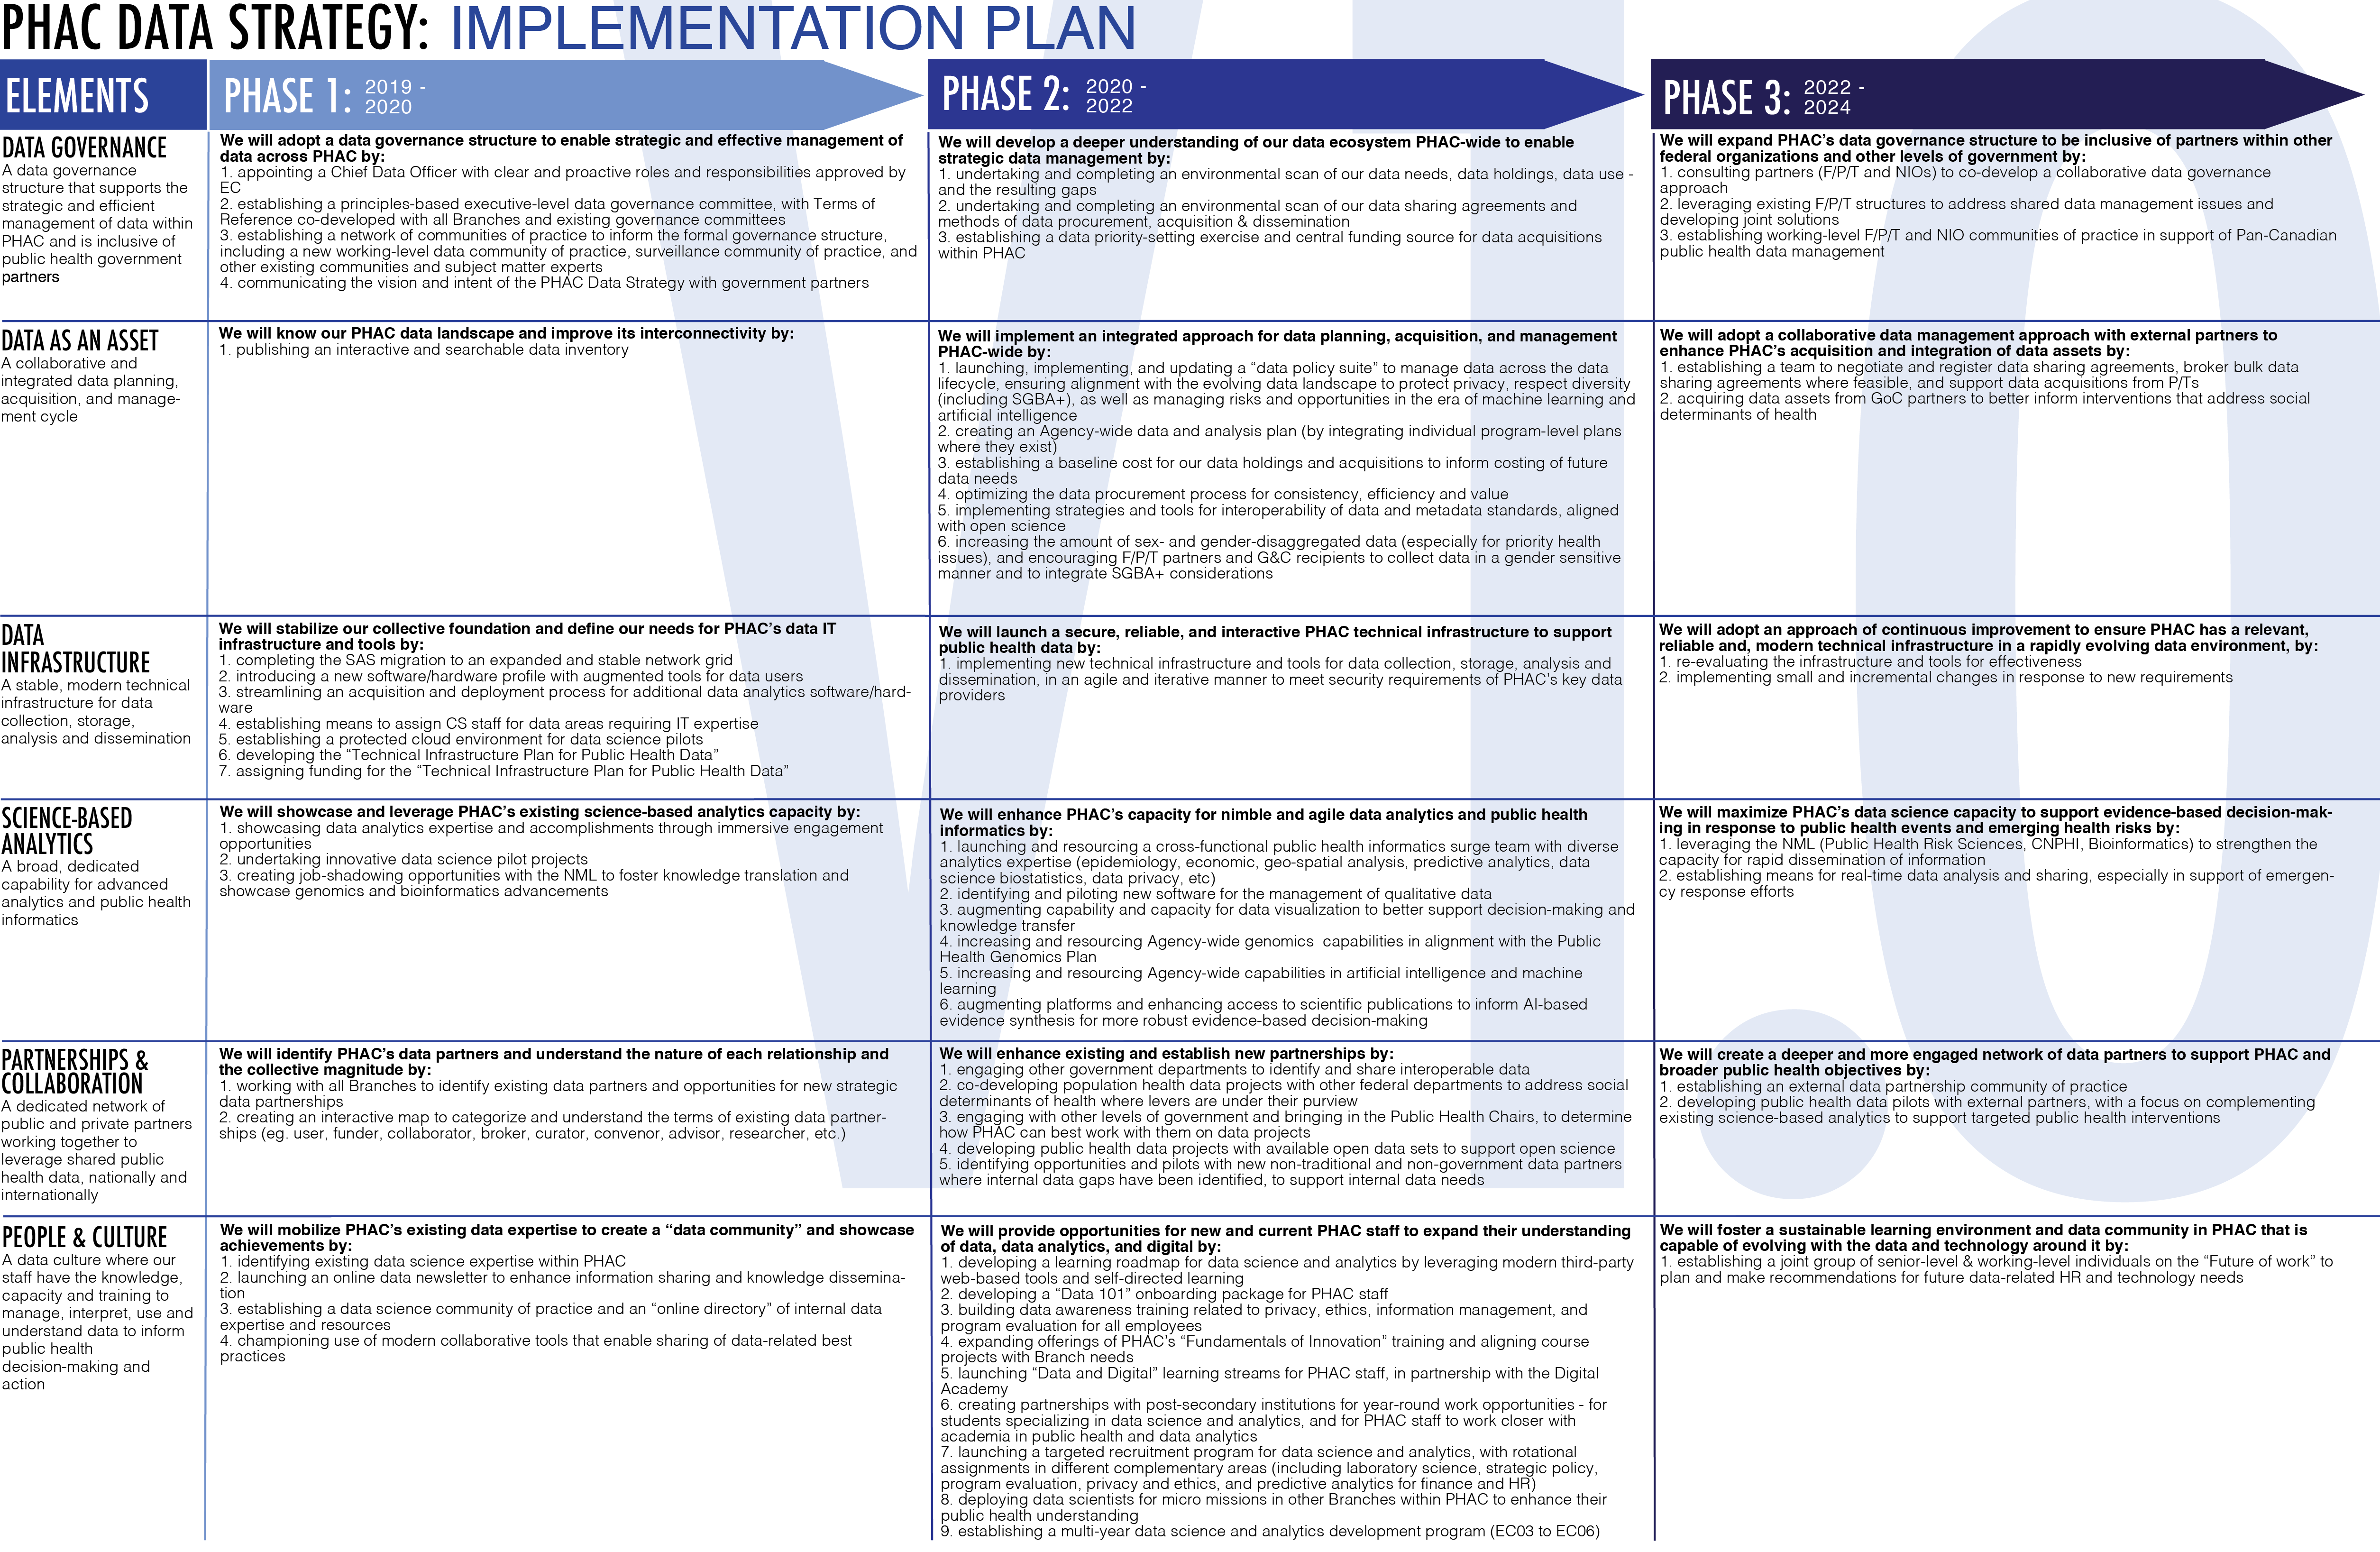 PHAC DATA STRATEGY: IMPLEMENTATION PLAN
ELEMENTS
PHASE 1: 2019 -
2020
PHASE 2: 2020 -
2022
PHASE 3: 2022 -
2024
DATA GOVERNANCE
A data governance
structure that supports the
strategic and efficient
management of data within
PHAC and is inclusive of
public health government
partners
We will adopt a data governance structure to enable strategic and effective management of
data across PHAC by:
1. appointing a Chief Data Officer with clear and proactive roles and responsibilities approved by
EC
2. establishing a principles-based executive-level data governance committee, with Terms of
Reference co-developed with all Branches and existing governance committees
3. establishing a network of communities of practice to inform the formal governance structure,
including a new working-level data community of practice, surveillance community of practice, and
other existing communities and subject matter experts
4. communicating the vision and intent of the PHAC Data Strategy with government partners
We will develop a deeper understanding of our data ecosystem PHAC-wide to enable
strategic data management by:
1. undertaking and completing an environmental scan of our data needs, data holdings, data use -
and the resulting gaps
2. undertaking and completing an environmental scan of our data sharing agreements and
methods of data procurement, acquisition & dissemination
3. establishing a data priority-setting exercise and central funding source for data acquisitions
within PHAC
We will expand PHAC's data governance structure to be inclusive of partners within other
federal organizations and other levels of government by:
1. consulting partners (F/P/T and NIOs) to co-develop a collaborative data governance
approach
2. leveraging existing F/P/T structures to address shared data management issues and
developing joint solutions
3. establishing working-level F/P/T and NIO communities of practice in support of Pan-Canadian
public health data management
DATA AS AN ASSET
A collaborative and
integrated data planning,
acquisition, and manage-
ment cycle
We will know our PHAC data landscape and improve its interconnectivity by:
1. publishing an interactive and searchable data inventory
We will implement an integrated approach for data planning, acquisition, and management
PHAC-wide by:
1. launching, implementing, and updating a “data policy suite” to manage data across the data
lifecycle, ensuring alignment with the evolving data landscape to protect privacy, respect diversity
(including SGBA+), as well as managing risks and opportunities in the era of machine learning and
artificial intelligence
2. creating an Agency-wide data and analysis plan (by integrating individual program-level plans
where they exist)
3. establishing a baseline cost for our data holdings and acquisitions to inform costing of future
data needs
4. optimizing the data procurement process for consistency, efficiency and value
5. implementing strategies and tools for interoperability of data and metadata standards, aligned
with open science
6. increasing the amount of sex- and gender-disaggregated data (especially for priority health
issues), and encouraging F/P/T partners and G&C recipients to collect data in a gender sensitive
manner and to integrate SGBA+ considerations
We will adopt a collaborative data management approach with external partners to
enhance PHAC's acquisition and integration of data assets by:
1. establishing a team to negotiate and register data sharing agreements, broker bulk data
sharing agreements where feasible, and support data acquisitions from P/Ts
2. acquiring data assets from GoC partners to better inform interventions that address social
determinants of health
DATA
INFRASTRUCTURE
A stable, modern technical
infrastructure for data
collection, storage,
analysis and dissemination
We will stabilize our collective foundation and define our needs for PHAC's data IT
infrastructure and tools by:
1. completing the SAS migration to an expanded and stable network grid
2. introducing a new software/hardware profile with augmented tools for data users
3. streamlining an acquisition and deployment process for additional data analytics software/hard-
ware
4. establishing means to assign CS staff for data areas requiring IT expertise
5. establishing a protected cloud environment for data science pilots
6. developing the “Technical Infrastructure Plan for Public Health Data”
7. assigning funding for the “Technical Infrastructure Plan for Public Health Data”
We will launch a secure, reliable, and interactive PHAC technical infrastructure to support
public health data by:
1. implementing new technical infrastructure and tools for data collection, storage, analysis and
dissemination, in an agile and iterative manner to meet security requirements of PHAC's key data
providers
We will adopt an approach of continuous improvement to ensure PHAC has a relevant,
reliable and, modern technical infrastructure in a rapidly evolving data environment, by:
1. re-evaluating the infrastructure and tools for effectiveness
2. implementing small and incremental changes in response to new requirements
SCIENCE-BASED
ANALYTICS
A broad, dedicated
capability for advanced
analytics and public health
informatics
We will showcase and leverage PHAC's existing science-based analytics capacity by:
1. showcasing data analytics expertise and accomplishments through immersive engagement
opportunities
2. undertaking innovative data science pilot projects
3. creating job-shadowing opportunities with the NML to foster knowledge translation and
showcase genomics and bioinformatics advancements
We will enhance PHAC's capacity for nimble and agile data analytics and public health
informatics by:
1. launching and resourcing a cross-functional public health informatics surge team with diverse
analytics expertise (epidemiology, economic, geo-spatial analysis, predictive analytics, data
science biostatistics, data privacy, etc)
2. identifying and piloting new software for the management of qualitative data
3. augmenting capability and capacity for data visualization to better support decision-making and
knowledge transfer
4. increasing and resourcing Agency-wide genomics capabilities in alignment with the Public
Health Genomics Plan
5. increasing and resourcing Agency-wide capabilities in artificial intelligence and machine
learning
6. augmenting platforms and enhancing access to scientific publications to inform AI-based
evidence synthesis for more robust evidence-based decision-making
We will maximize PHAC's data science capacity to support evidence-based decision-mak-
ing in response to public health events and emerging health risks by:
1. leveraging the NML (Public Health Risk Sciences, CNPHI, Bioinformatics) to strengthen the
capacity for rapid dissemination of information
2. establishing means for real-time data analysis and sharing, especially in support of emergen-
cy response efforts
PARTNERSHIPS &
COLLABORATION
A dedicated network of
public and private partners
working together to
leverage shared public
health data, nationally and
internationally
We will identify PHAC's data partners and understand the nature of each relationship and
the collective magnitude by:
1. working with all Branches to identify existing data partners and opportunities for new strategic
data partnerships
2. creating an interactive map to categorize and understand the terms of existing data partner-
ships (eg. user, funder, collaborator, broker, curator, convenor, advisor, researcher, etc.)
We will enhance existing and establish new partnerships by:
1. engaging other government departments to identify and share interoperable data
2. co-developing population health data projects with other federal departments to address social
determinants of health where levers are under their purview
3. engaging with other levels of government and bringing in the Public Health Chairs, to determine
how PHAC can best work with them on data projects
4. developing public health data projects with available open data sets to support open science
5. identifying opportunities and pilots with new non-traditional and non-government data partners
where internal data gaps have been identified, to support internal data needs
We will create a deeper and more engaged network of data partners to support PHAC and
broader public health objectives by:
1. establishing an external data partnership community of practice
2. developing public health data pilots with external partners, with a focus on complementing
existing science-based analytics to support targeted public health interventions
PEOPLE & CULTURE
A data culture where our
staff have the knowledge,
capacity and training to
manage, interpret, use and
understand data to inform
public health
decision-making and
action
We will mobilize PHAC's existing data expertise to create a “data community” and showcase
achievements by:
1. identifying existing data science expertise within PHAC
2. launching an online data newsletter to enhance information sharing and knowledge dissemina-
tion
3. establishing a data science community of practice and an “online directory” of internal data
expertise and resources
4. championing use of modern collaborative tools that enable sharing of data-related best
practices
We will provide opportunities for new and current PHAC staff to expand their understanding
of data, data analytics, and digital by:
1. developing a learning roadmap for data science and analytics by leveraging modern third-party
web-based tools and self-directed learning
2. developing a “Data 101” onboarding package for PHAC staff
3. building data awareness training related to privacy, ethics, information management, and
program evaluation for all employees
4. expanding offerings of PHAC's “Fundamentals of Innovation” training and aligning course
projects with Branch needs
5. launching “Data and Digital” learning streams for PHAC staff, in partnership with the Digital
Academy
6. creating partnerships with post-secondary institutions for year-round work opportunities - for
students specializing in data science and analytics, and for PHAC staff to work closer with
academia in public health and data analytics
7. launching a targeted recruitment program for data science and analytics, with rotational
assignments in different complementary areas (including laboratory science, strategic policy,
program evaluation, privacy and ethics, and predictive analytics for finance and HR)
8. deploying data scientists for micro missions in other Branches within PHAC to enhance their
public health understanding
9. establishing a multi-year data science and analytics development program (EC03 to EC06)
We will foster a sustainable learning environment and data community in PHAC that is
capable of evolving with the data and technology around it by:
1. establishing a joint group of senior-level & working-level individuals on the “Future of work” to
plan and make recommendations for future data-related HR and technology needs
V1.0